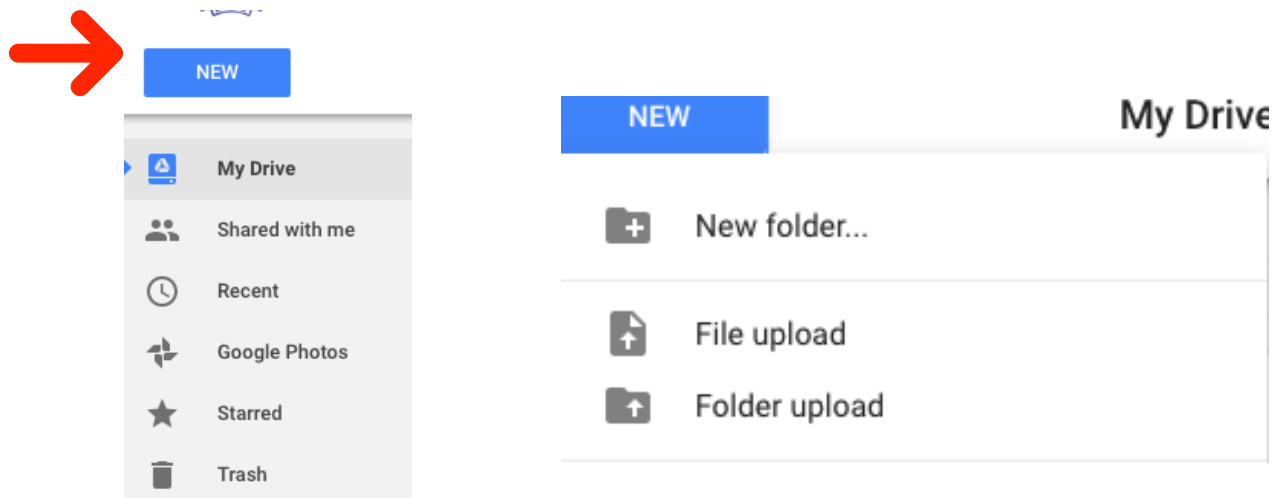 NEW
My Drive
Shared with me
Recent
Google Photos
Starred
Trash
NEW
My Drive
New folder...
File upload
Folder upload